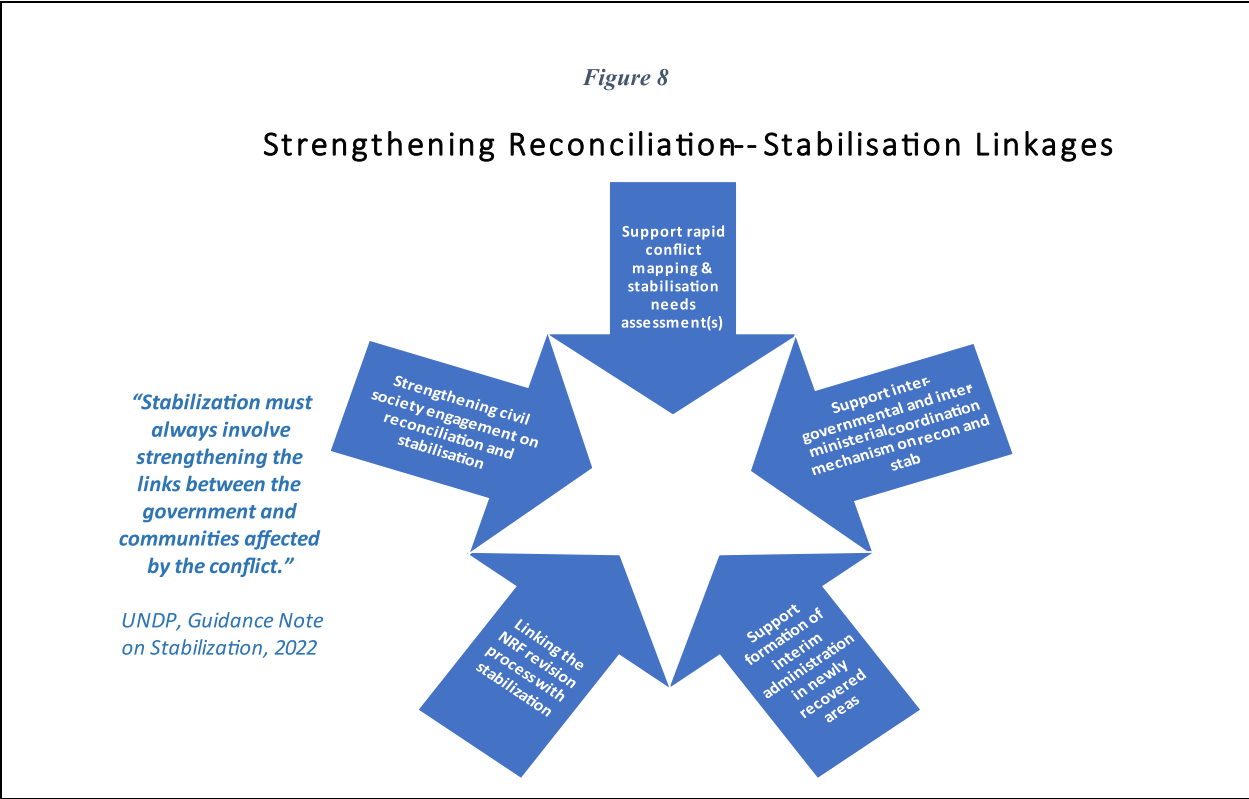 Figure 8
Strengthening Reconciliation-- Stabilisation Linkages
Support rapid
conflict
mapping &
stabilisation
needs
assessment(s)
Support inter-
governmental and inter-
ministerialcoordination
mechanism on recon and
stab
Support
formation of
interim
administration
in newly
recovered
areas
Linking the
NRF revision
process with
stabilization
Strengthening civil
society engagement on
reconciliation and
stabilisation
“Stabilization must
always involve
strengthening the
links between the
government and
communities affected
by the conflict.”
UNDP, Guidance Note
on Stabilization, 2022